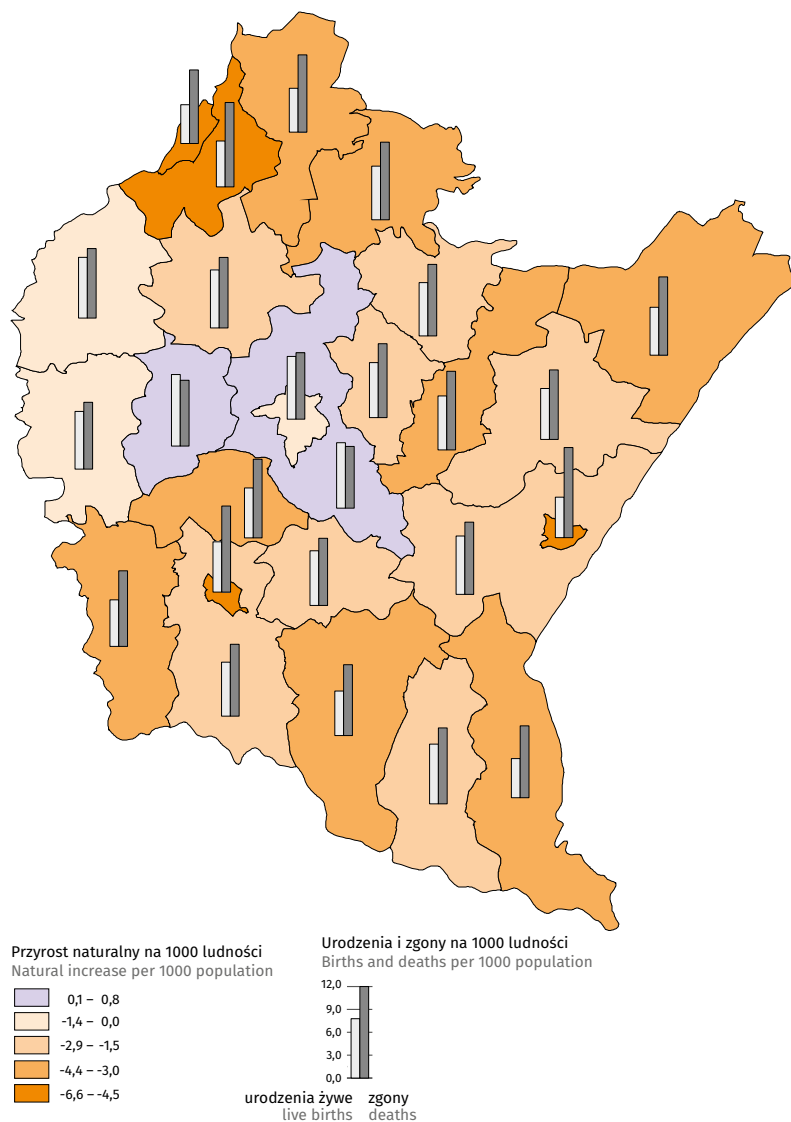 Przyrost naturalny na 1000 ludności
Natural increase per 1000 population
0,1 – 0,8
-1,4 – 0,0
-2,9 – -1,5
-4,4 – -3,0
-6,6 – -4,5
Urodzenia i zgony na 1000 ludności
Births and deaths per 1000 population
12,0
9,0
6,0
3,0
0,0
urodzenia żywe zgony
live births deaths